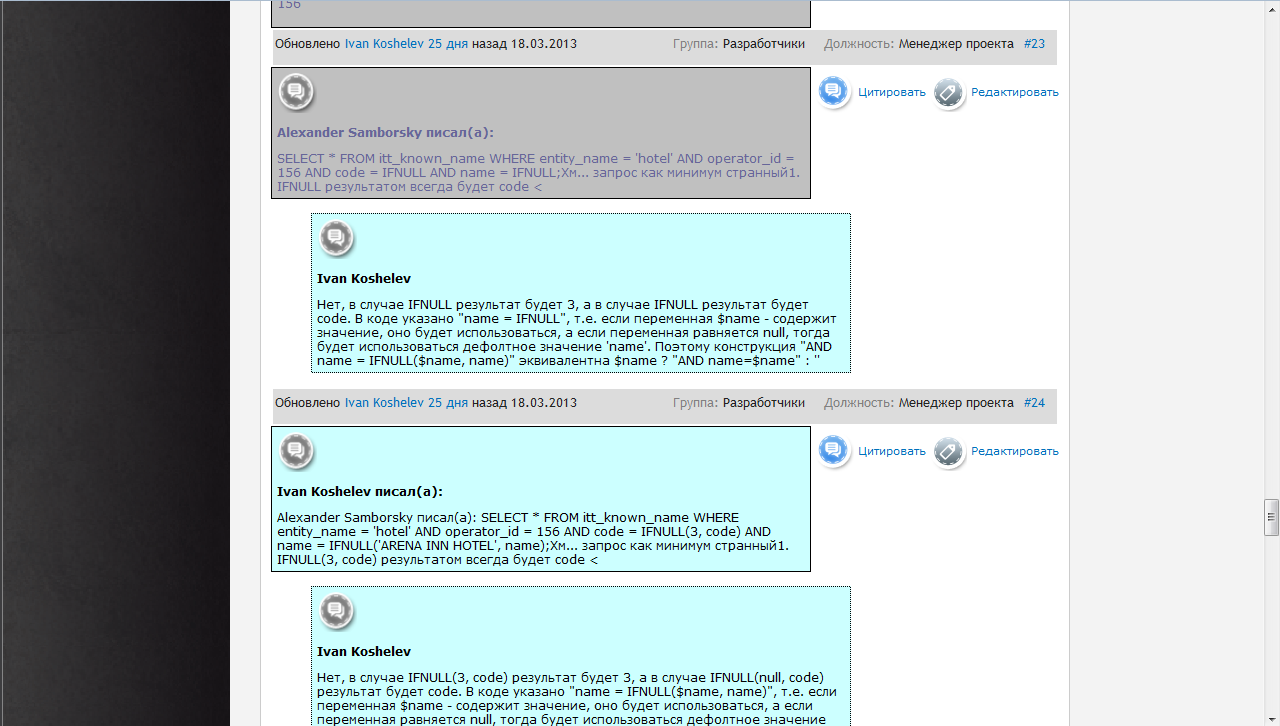 156
Обновлено Ivan Koshelev 25 дня назад 18.03.2013 Группа: Разработчики Должность: Менеджер проекта #23
Цитировать Редактировать
Alexander Samborsky писал(а):
SELECT * FROM itt_known_name WHERE entity_name = 'hotel' AND operator_id =
156 AND code = IFNULL AND name = IFNULL;Хм... запрос как минимум странный1.
IFNULL результатом всегда будет code <
Ivan Koshelev
Нет, в случае IFNULL результат будет 3, а в случае IFNULL результат будет
code. В коде указано "name = IFNULL", т.е. если переменная $name - содержит
значение, оно будет использоваться, а если переменная равняется null, тогда
будет использоваться дефолтное значение 'name'. Поэтому конструкция "AND
name = IFNULL($name, name)" эквивалентна $name ? "AND name=$name" : ''
Обновлено Ivan Koshelev 25 дня назад 18.03.2013 Группа: Разработчики Должность: Менеджер проекта #24
Цитировать Редактировать
Ivan Koshelev писал(а):
Alexander Samborsky писал(а): SELECT * FROM itt_known_name WHERE
entity_name = 'hotel' AND operator_id = 156 AND code = IFNULL(3, code) AND
name = IFNULL('ARENA INN HOTEL', name);Хм... запрос как минимум странный1.
IFNULL(3, code) результатом всегда будет code <
Ivan Koshelev
Нет, в случае IFNULL(3, code) результат будет 3, а в случае IFNULL(null, code)
результат будет code. В коде указано "name = IFNULL($name, name)", т.е. если
переменная $name - содержит значение, оно будет использоваться, а если
переменная равняется null, тогда будет использоваться дефолтное значение